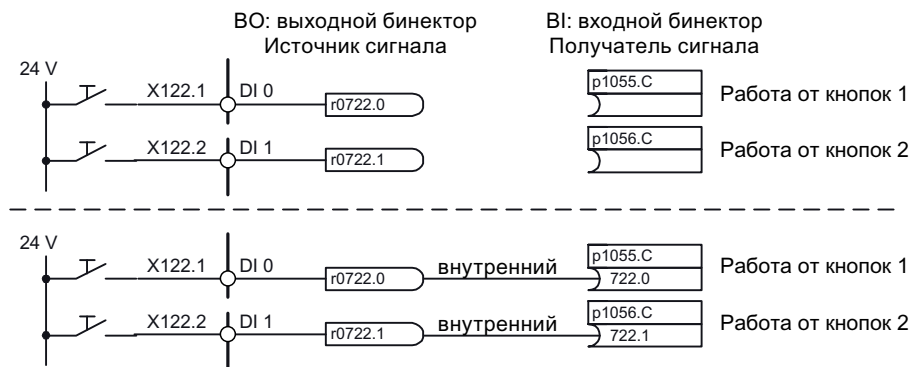 BO: выходной бинектор
Источник сигнала
BI: входной бинектор
Получатель сигнала
24 V
X122.1 DI 0 r0722.0 p1055.C Работа от кнопок 1
X122.2 DI 1 r0722.1 p1056.C Работа от кнопок 2
24 V
X122.1 DI 0 r0722.0 внутренний p1055.C 722.0 Работа от кнопок 1
X122.2 DI 1 r0722.1 внутренний p1056.C 722.1 Работа от кнопок 2